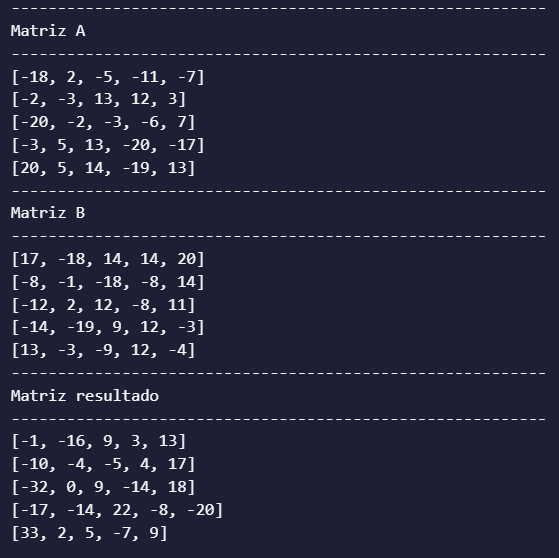 ----------------------------------------------------------
Matriz A
----------------------------------------------------------
[-18, 2, -5, -11, -7]
[-2, -3, 13, 12, 3]
[-20, -2, -3, -6, 7]
[-3, 5, 13, -20, -17]
[20, 5, 14, -19, 13]
----------------------------------------------------------
Matriz B
----------------------------------------------------------
[17, -18, 14, 14, 20]
[-8, -1, -18, -8, 14]
[-12, 2, 12, -8, 11]
[-14, -19, 9, 12, -3]
[13, -3, -9, 12, -4]
----------------------------------------------------------
Matriz resultado
----------------------------------------------------------
[-1, -16, 9, 3, 13]
[-10, -4, -5, 4, 17]
[-32, 0, 9, -14, 18]
[-17, -14, 22, -8, -20]
[33, 2, 5, -7, 9]